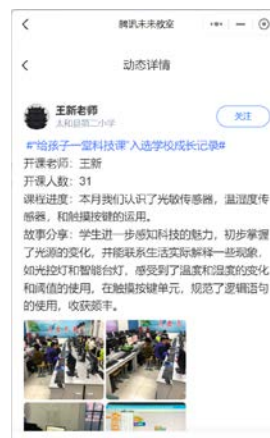 腾讯未来教室
动态详情
王新老师
太和县第二小学
关注
#"给孩子一堂科技课"入选学校成长记录#
开课老师：王新
开课人数：31
课程进度：本月我们认识了光敏传感器，温湿度传
感器，和触摸按键的运用。
故事分享：学生进一步感知科技的魅力，初步掌握
了光源的变化，并能联系生活实际解释一些现象，
如光控灯和智能台灯，感受到了温度和湿度的变化
和阈值的使用，在触摸按键单元，规范了逻辑语句
的使用，收获颇丰。